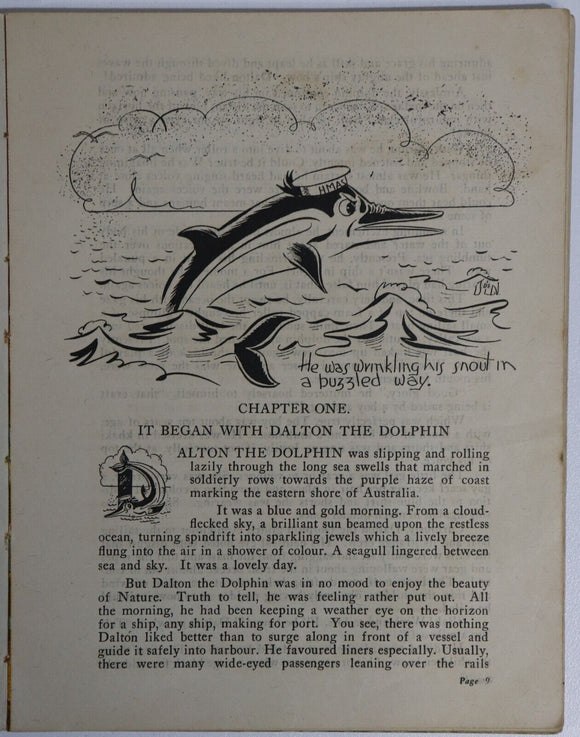 HMAS
He was wrinkling his snout in
a puzzled way.
CHAPTER ONE.
IT BEGAN WITH DALTON THE DOLPHIN
DALTON THE DOLPHIN was slipping and rolling
lazily through the long sea swells that marched in
soldierly rows towards the purple haze of coast
marking the eastern shore of Australia.
It was a blue and gold morning. From a cloud-
flecked sky, a brilliant sun beamed upon the restless
ocean, turning spindrift into sparkling jewels which a lively breeze
flung into the air in a shower of colour. A seagull lingered between
sea and sky. It was a lovely day.
But Dalton the Dolphin was in no mood to enjoy the beauty
of Nature. Truth to tell, he was feeling rather put out. All
the morning, he had been keeping a weather eye on the horizon
for a ship, any ship, making for port. You see, there was nothing
Dalton liked better than to surge along in front of a vessel and
guide it safely into harbour. He favoured liners especially. Usually,
there were many wide-eyed passengers leaning over the rails
Page 9